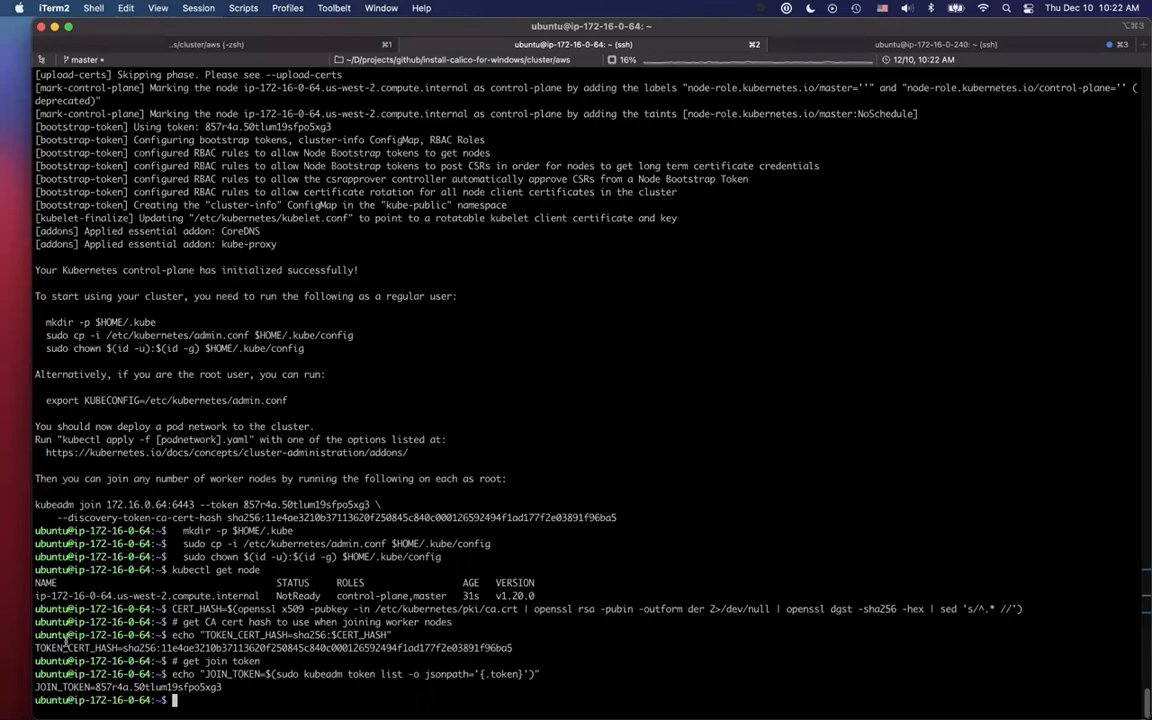 iTerm2 Shell Edit View Session Scripts Profiles Toolbelt Window Help Thu Dec 10 10:22 AM
ubuntu@ip-172-16-0-64: ~ ⌥⌘3
..s/cluster/aws (-zsh) ⌘1 ubuntu@ip-172-16-0-64: ~ (ssh) ⌘2 ubuntu@ip-172-16-0-240: ~ (ssh) ⌘3
master ~/D/projects/github/install-calico-for-windows/cluster/aws 16% 12/10, 10:22 AM
[upload-certs] Skipping phase. Please see --upload-certs
[mark-control-plane] Marking the node ip-172-16-0-64.us-west-2.compute.internal as control-plane by adding the labels "node-role.kubernetes.io/master=''" and "node-role.kubernetes.io/control-plane='' (
deprecated)"
[mark-control-plane] Marking the node ip-172-16-0-64.us-west-2.compute.internal as control-plane by adding the taints [node-role.kubernetes.io/master:NoSchedule]
[bootstrap-token] Using token: 857r4a.50tlum19sfpo5xg3
[bootstrap-token] Configuring bootstrap tokens, cluster-info ConfigMap, RBAC Roles
[bootstrap-token] configured RBAC rules to allow Node Bootstrap tokens to get nodes
[bootstrap-token] configured RBAC rules to allow Node Bootstrap tokens to post CSRs in order for nodes to get long term certificate credentials
[bootstrap-token] configured RBAC rules to allow the csrapprover controller automatically approve CSRs from a Node Bootstrap Token
[bootstrap-token] configured RBAC rules to allow certificate rotation for all node client certificates in the cluster
[bootstrap-token] Creating the "cluster-info" ConfigMap in the "kube-public" namespace
[kubelet-finalize] Updating "/etc/kubernetes/kubelet.conf" to point to a rotatable kubelet client certificate and key
[addons] Applied essential addon: CoreDNS
[addons] Applied essential addon: kube-proxy
Your Kubernetes control-plane has initialized successfully!
To start using your cluster, you need to run the following as a regular user:
mkdir -p $HOME/.kube
sudo cp -i /etc/kubernetes/admin.conf $HOME/.kube/config
sudo chown $(id -u):$(id -g) $HOME/.kube/config
Alternatively, if you are the root user, you can run:
export KUBECONFIG=/etc/kubernetes/admin.conf
You should now deploy a pod network to the cluster.
Run "kubectl apply -f [podnetwork].yaml" with one of the options listed at:
https://kubernetes.io/docs/concepts/cluster-administration/addons/
Then you can join any number of worker nodes by running the following on each as root:
kubeadm join 172.16.0.64:6443 --token 857r4a.50tlum19sfpo5xg3 \
--discovery-token-ca-cert-hash sha256:11e4ae3210b37113620f250845c840c000126592494f1ad177f2e03891f96ba5
ubuntu@ip-172-16-0-64:~$ mkdir -p $HOME/.kube
ubuntu@ip-172-16-0-64:~$ sudo cp -i /etc/kubernetes/admin.conf $HOME/.kube/config
ubuntu@ip-172-16-0-64:~$ sudo chown $(id -u):$(id -g) $HOME/.kube/config
ubuntu@ip-172-16-0-64:~$ kubectl get node
NAME STATUS ROLES AGE VERSION
ip-172-16-0-64.us-west-2.compute.internal NotReady control-plane,master 31s v1.20.0
ubuntu@ip-172-16-0-64:~$ CERT_HASH=$(openssl x509 -pubkey -in /etc/kubernetes/pki/ca.crt | openssl rsa -pubin -outform der 2>/dev/null | openssl dgst -sha256 -hex | sed 's/^.* //')
ubuntu@ip-172-16-0-64:~$ # get CA cert hash to use when joining worker nodes
ubuntu@ip-172-16-0-64:~$ echo "TOKEN_CERT_HASH=sha256:$CERT_HASH"
TOKEN_CERT_HASH=sha256:11e4ae3210b37113620f250845c840c000126592494f1ad177f2e03891f96ba5
ubuntu@ip-172-16-0-64:~$ # get join token
ubuntu@ip-172-16-0-64:~$ echo "JOIN_TOKEN=$(sudo kubeadm token list -o jsonpath='{.token}')"
JOIN_TOKEN=857r4a.50tlum19sfpo5xg3
ubuntu@ip-172-16-0-64:~$